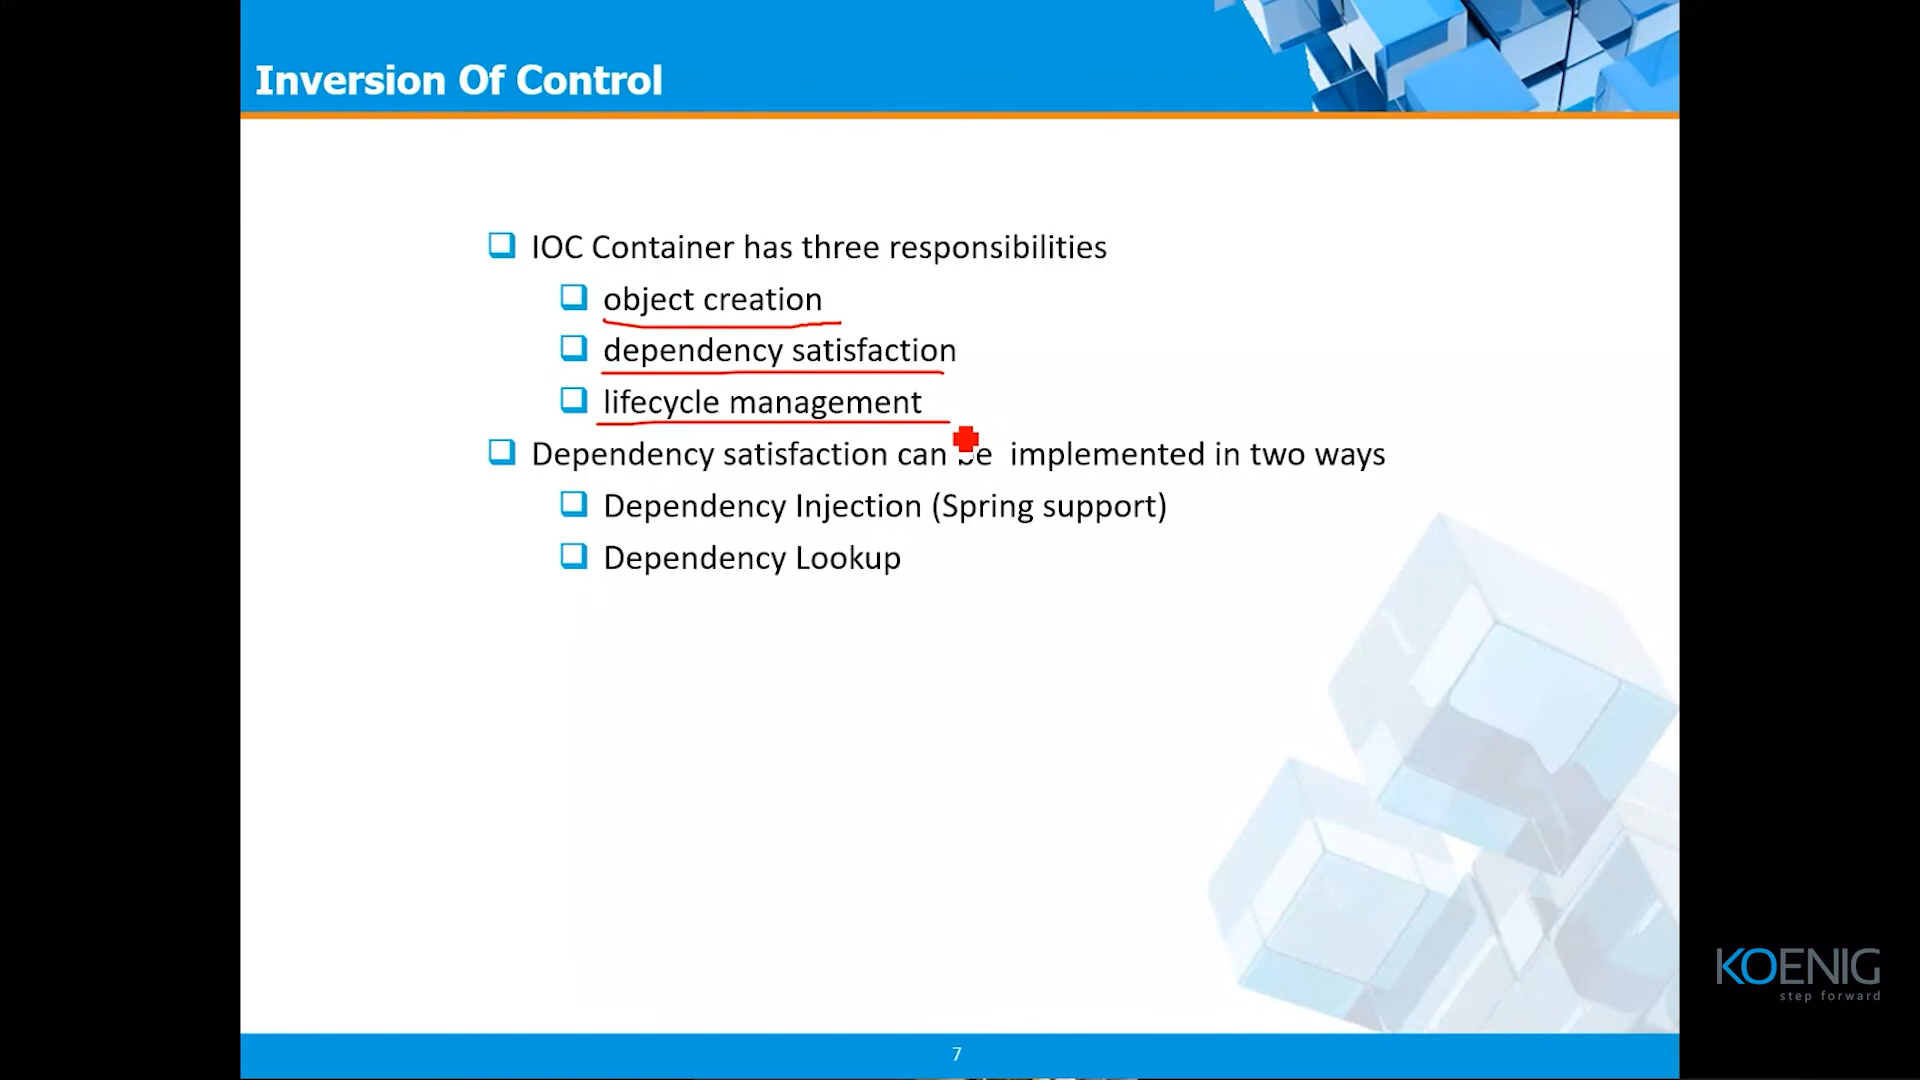 Inversion Of Control
IOC Container has three responsibilities
object creation
dependency satisfaction
lifecycle management
Dependency satisfaction can be implemented in two ways
Dependency Injection (Spring support)
Dependency Lookup
KOENIG
step forward
7